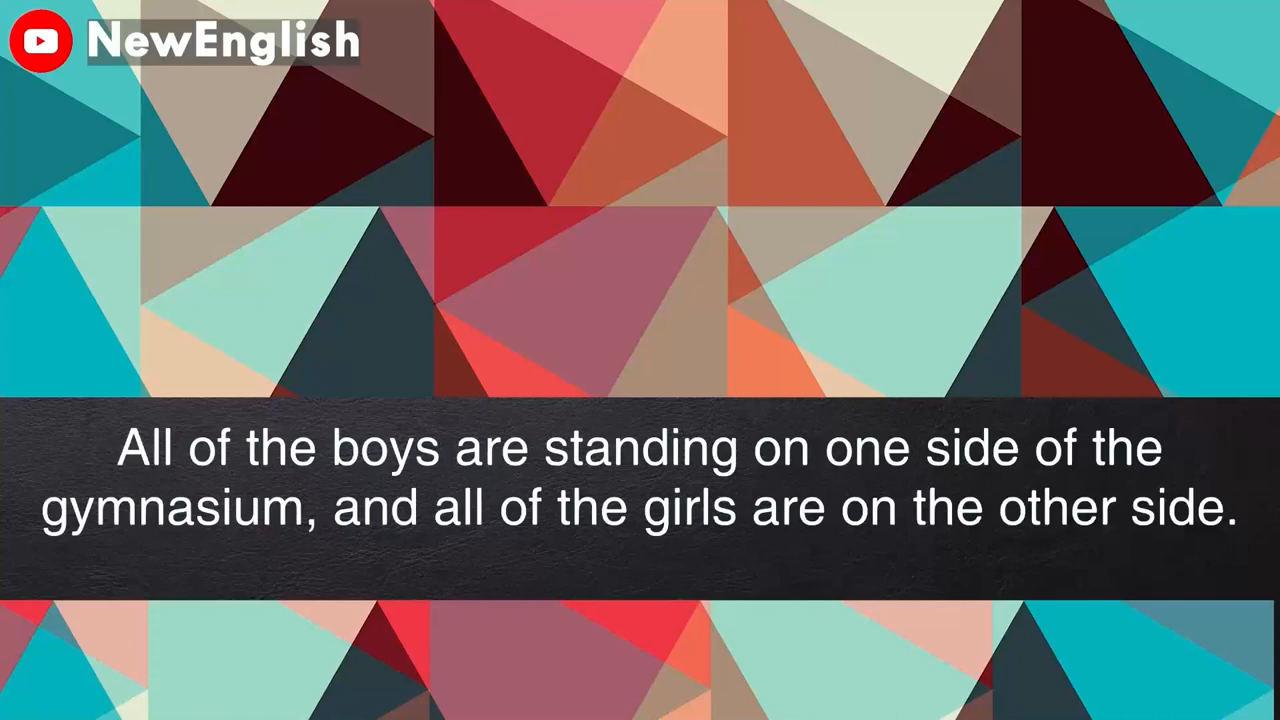 NewEnglish
All of the boys are standing on one side of the
gymnasium, and all of the girls are on the other side.